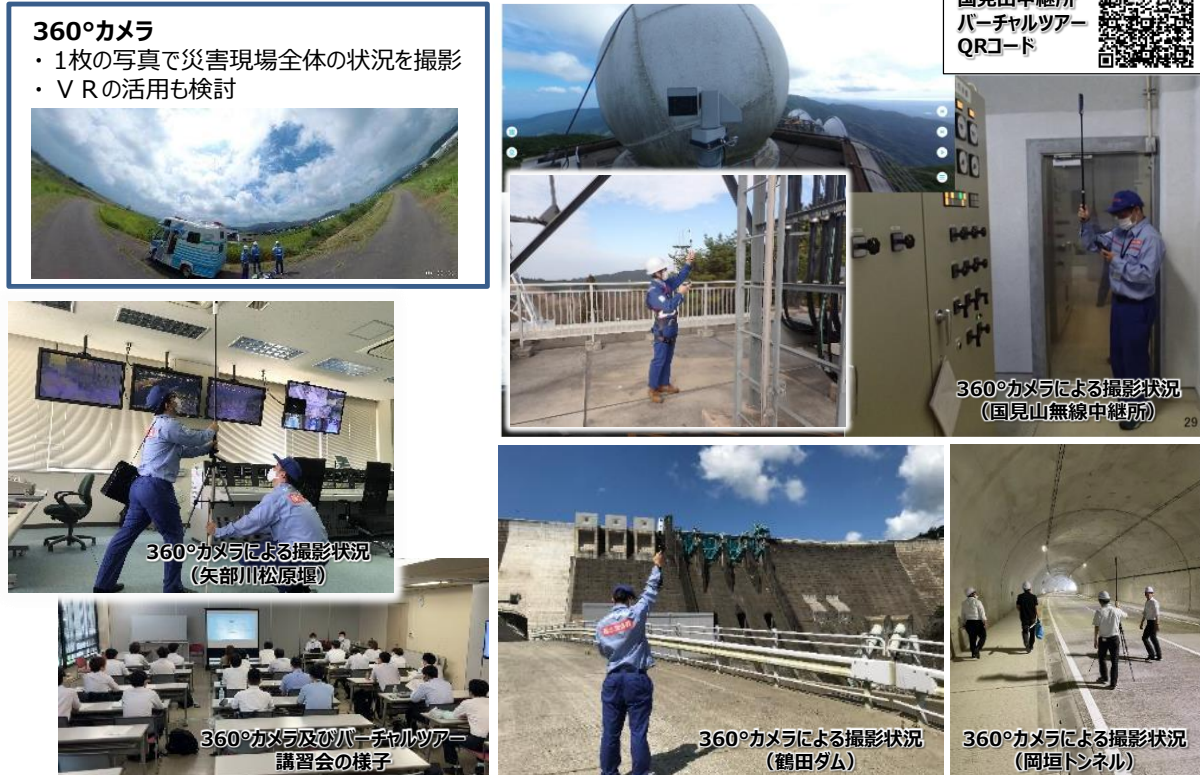 360°カメラ
・1枚の写真で災害現場全体の状況を撮影
・ＶＲの活用も検討
国見山中継所
バーチャルツアー
QRコード
360°カメラによる撮影状況
（国見山無線中継所）
29
360°カメラによる撮影状況
（矢部川松原堰）
360°カメラ及びバーチャルツアー
講習会の様子
360°カメラによる撮影状況
（鶴田ダム）
360°カメラによる撮影状況
（岡垣トンネル）